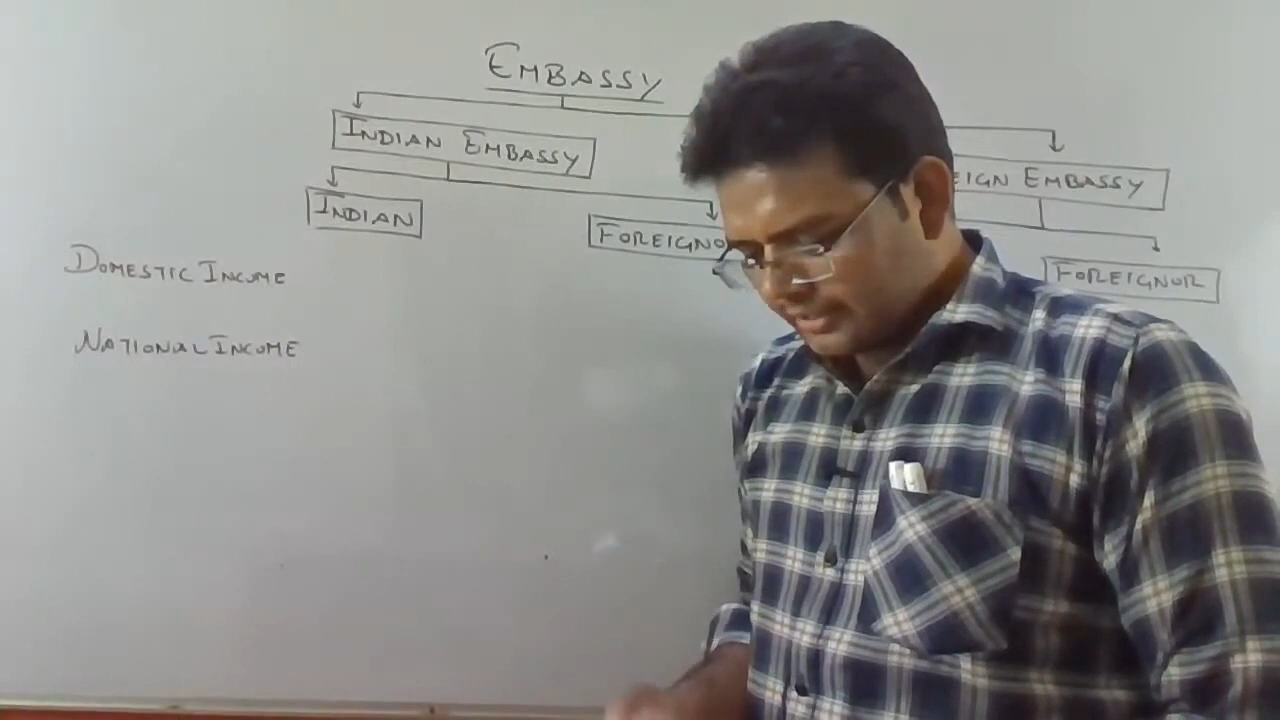 EMBASSY
INDIAN EMBASSY
EIGN EMBASSY
INDIAN
FOREIGNO
FOREIGNOR
DOMESTIC INCOME
NATIONAL INCOME